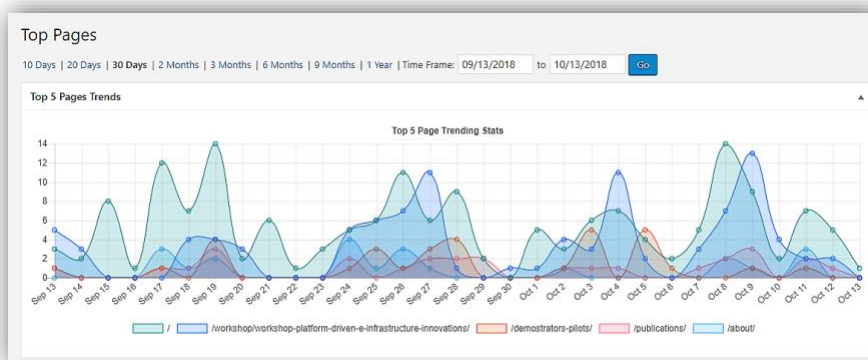 Top Pages
10 Days | 20 Days | 30 Days | 2 Months | 3 Months | 6 Months | 9 Months | 1 Year | Time Frame: 09/13/2018 to 10/13/2018 Go
Top 5 Pages Trends
Top 5 Page Trending Stats
14
12
10
8
6
4
2
0
Sep 13 Sep 14 Sep 15 Sep 16 Sep 17 Sep 18 Sep 19 Sep 20 Sep 21 Sep 22 Sep 23 Sep 24 Sep 25 Sep 26 Sep 27 Sep 28 Sep 29 Sep 30 Oct 1 Oct 2 Oct 3 Oct 4 Oct 5 Oct 6 Oct 7 Oct 8 Oct 9 Oct 10 Oct 11 Oct 12 Oct 13
/ /workshop/workshop-platform-driven-e-infrastructure-innovations/ /demostrators-pilots/ /publications/ /about/